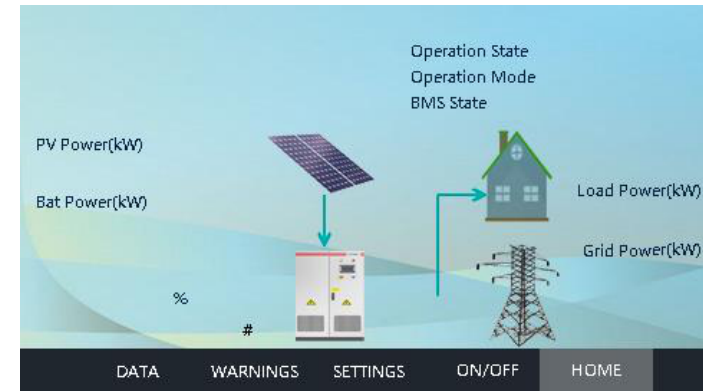 Operation State
Operation Mode
BMS State
PV Power(kW)
Load Power(kW)
Bat Power(kW)
Grid Power(kW)
%
#
DATA WARNINGS SETTINGS ON/OFF HOME